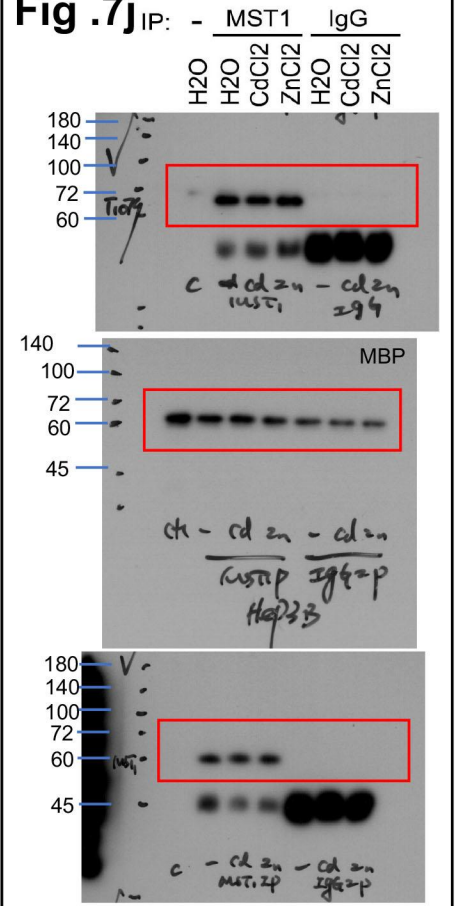 Fig .7j IP: - MST1 IgG
H2O H2O CdCl2 ZnCl2 H2O CdCl2 ZnCl2
180
140
100
72
60
C - cd zn - cd zn
MST1 IgG
140 MBP
100
72
60
45
ctr - cd zn - cd zn
MST1 IP IgG IP
Hep3B
180
140
100
72
60 MST1
45
C - cd zn - cd zn
MST1 IP IgG IP